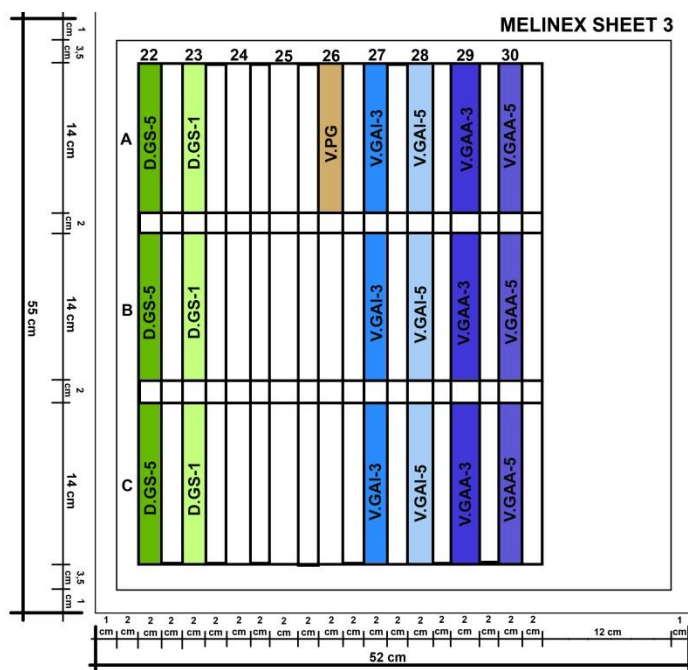 MELINEX SHEET 3
22 23 24 25 26 27 28 29 30
1 cm
3,5 cm
14 cm
2 cm
14 cm
2 cm
14 cm
3,5 cm
1 cm
55 cm
A
D.GS-5
D.GS-1
V.PG
V.GAI-3
V.GAI-5
V.GAA-3
V.GAA-5
B
D.GS-5
D.GS-1
V.GAI-3
V.GAI-5
V.GAA-3
V.GAA-5
C
D.GS-5
D.GS-1
V.GAI-3
V.GAI-5
V.GAA-3
V.GAA-5
1 2 2 2 2 2 2 2 2 2 2 2 2 2 2 2 2 2 2 2 1
cm cm cm cm cm cm cm cm cm cm cm cm cm cm cm cm cm cm cm cm 12 cm cm
52 cm